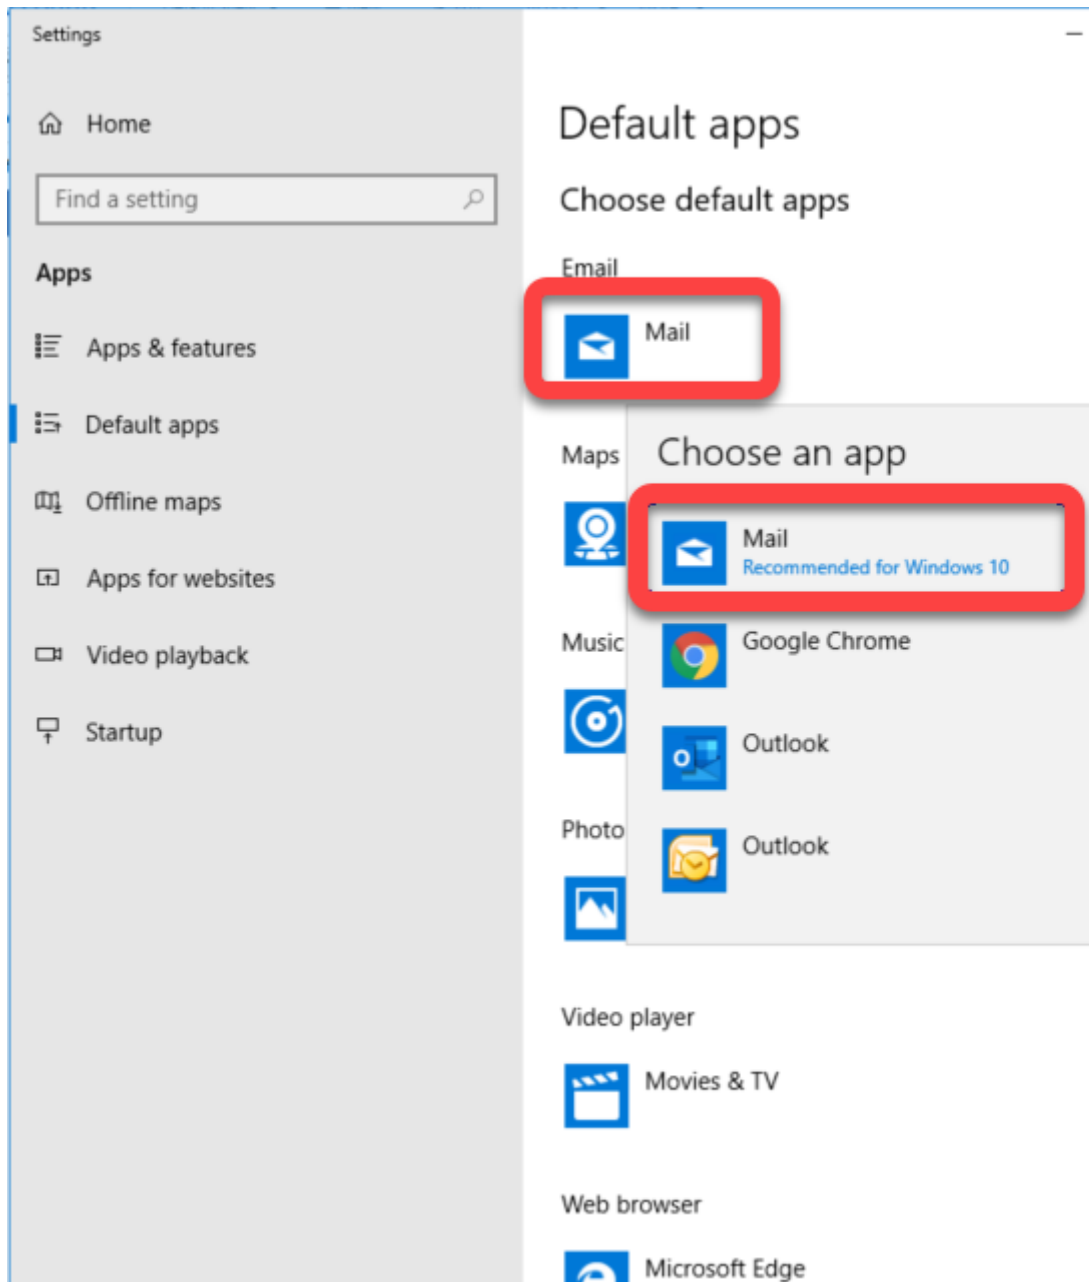 Settings
Home
Find a setting
Apps
Apps & features
Default apps
Offline maps
Apps for websites
Video playback
Startup
Default apps
Choose default apps
Email
Mail
Maps
Choose an app
Mail
Recommended for Windows 10
Music
Google Chrome
Outlook
Photo
Outlook
Video player
Movies & TV
Web browser
Microsoft Edge